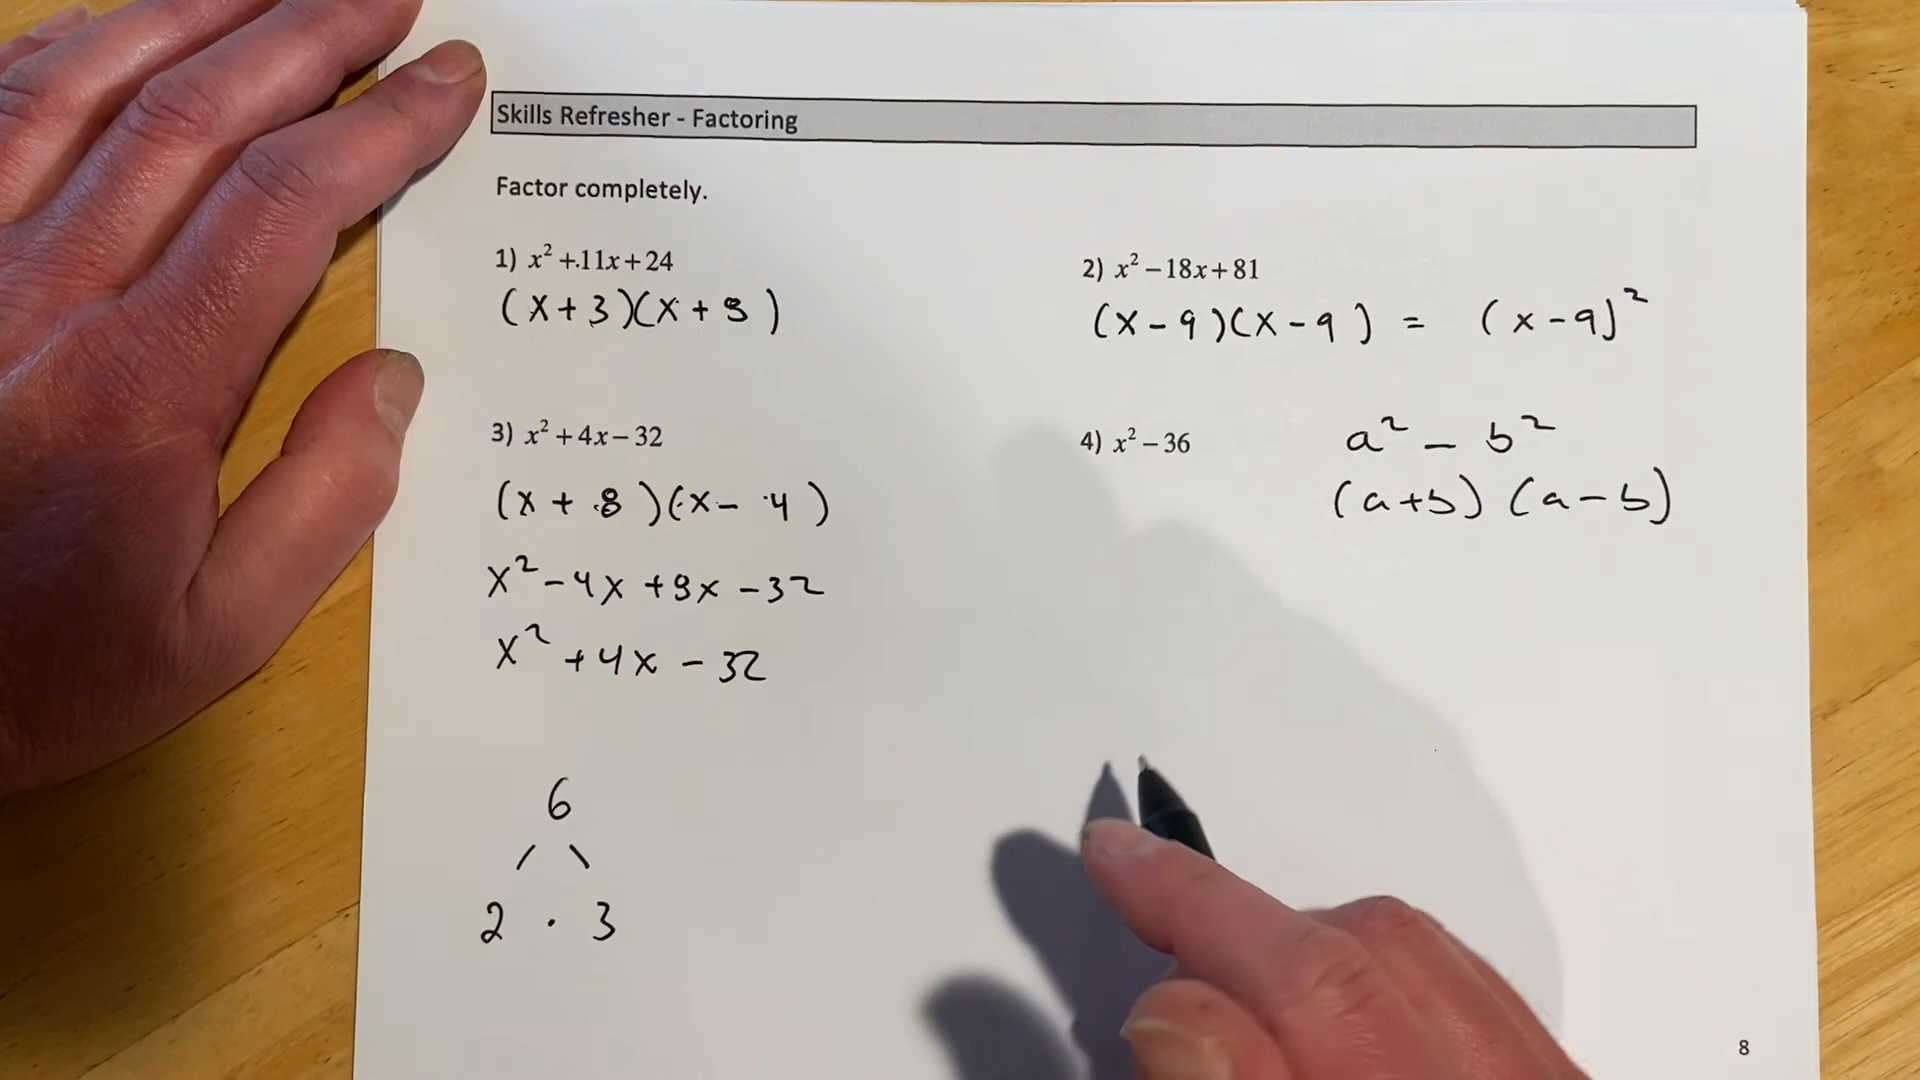 Skills Refresher - Factoring
Factor completely.
1) x² + 11x + 24
(x + 3)(x + 8)
2) x² – 18x + 81
(x – 9)(x – 9) = (x – 9)²
3) x² + 4x – 32
(x + 8)(x – 4)
x² – 4x + 8x – 32
x² + 4x – 32
4) x² – 36
a² – b²
(a + b) (a – b)
6
/ \
2 · 3
8